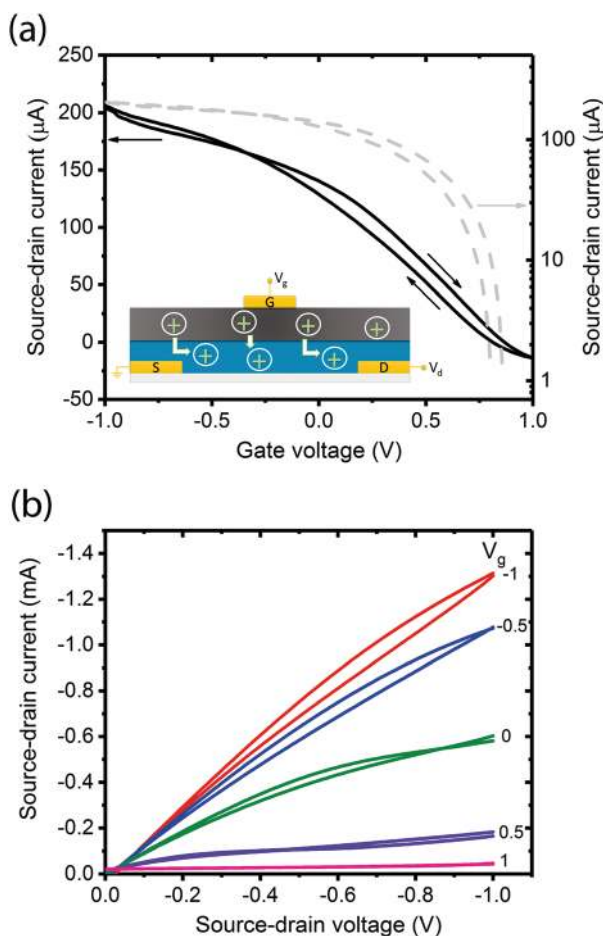 (a)
250
200
150
100
50
0
-50
Source-drain current (μA)
100
10
1
Source-drain current (μA)
-1.0 -0.5 0.0 0.5 1.0
Gate voltage (V)
Vg
G
+ + + +
+ + +
S D
Vd
(b)
-1.4
-1.2
-1.0
-0.8
-0.6
-0.4
-0.2
0.0
Source-drain current (mA)
Vg
-1
-0.5
0
0.5
1
0.0 -0.2 -0.4 -0.6 -0.8 -1.0
Source-drain voltage (V)